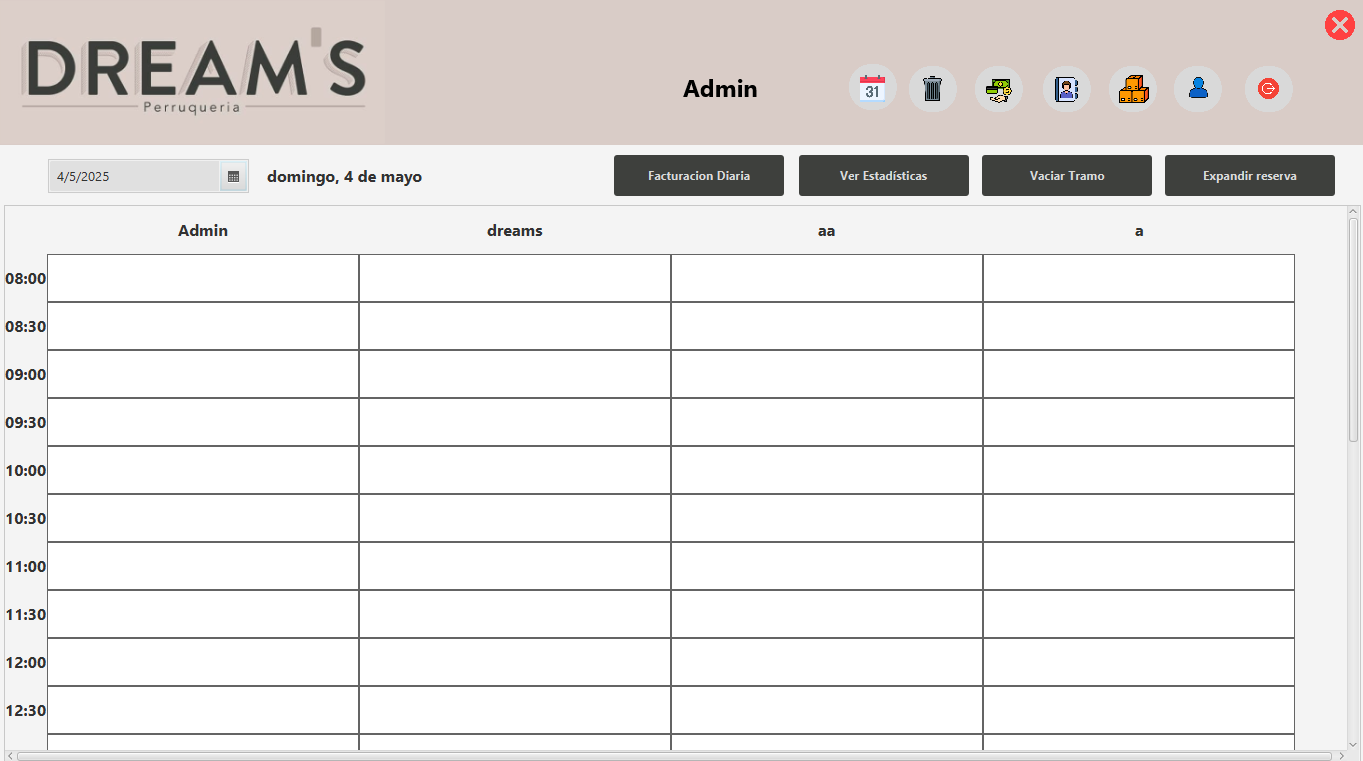 DREAM'S
Perruqueria
Admin
31
4/5/2025
domingo, 4 de mayo
Facturacion Diaria
Ver Estadísticas
Vaciar Tramo
Expandir reserva
Admin
dreams
aa
a
08:00
08:30
09:00
09:30
10:00
10:30
11:00
11:30
12:00
12:30